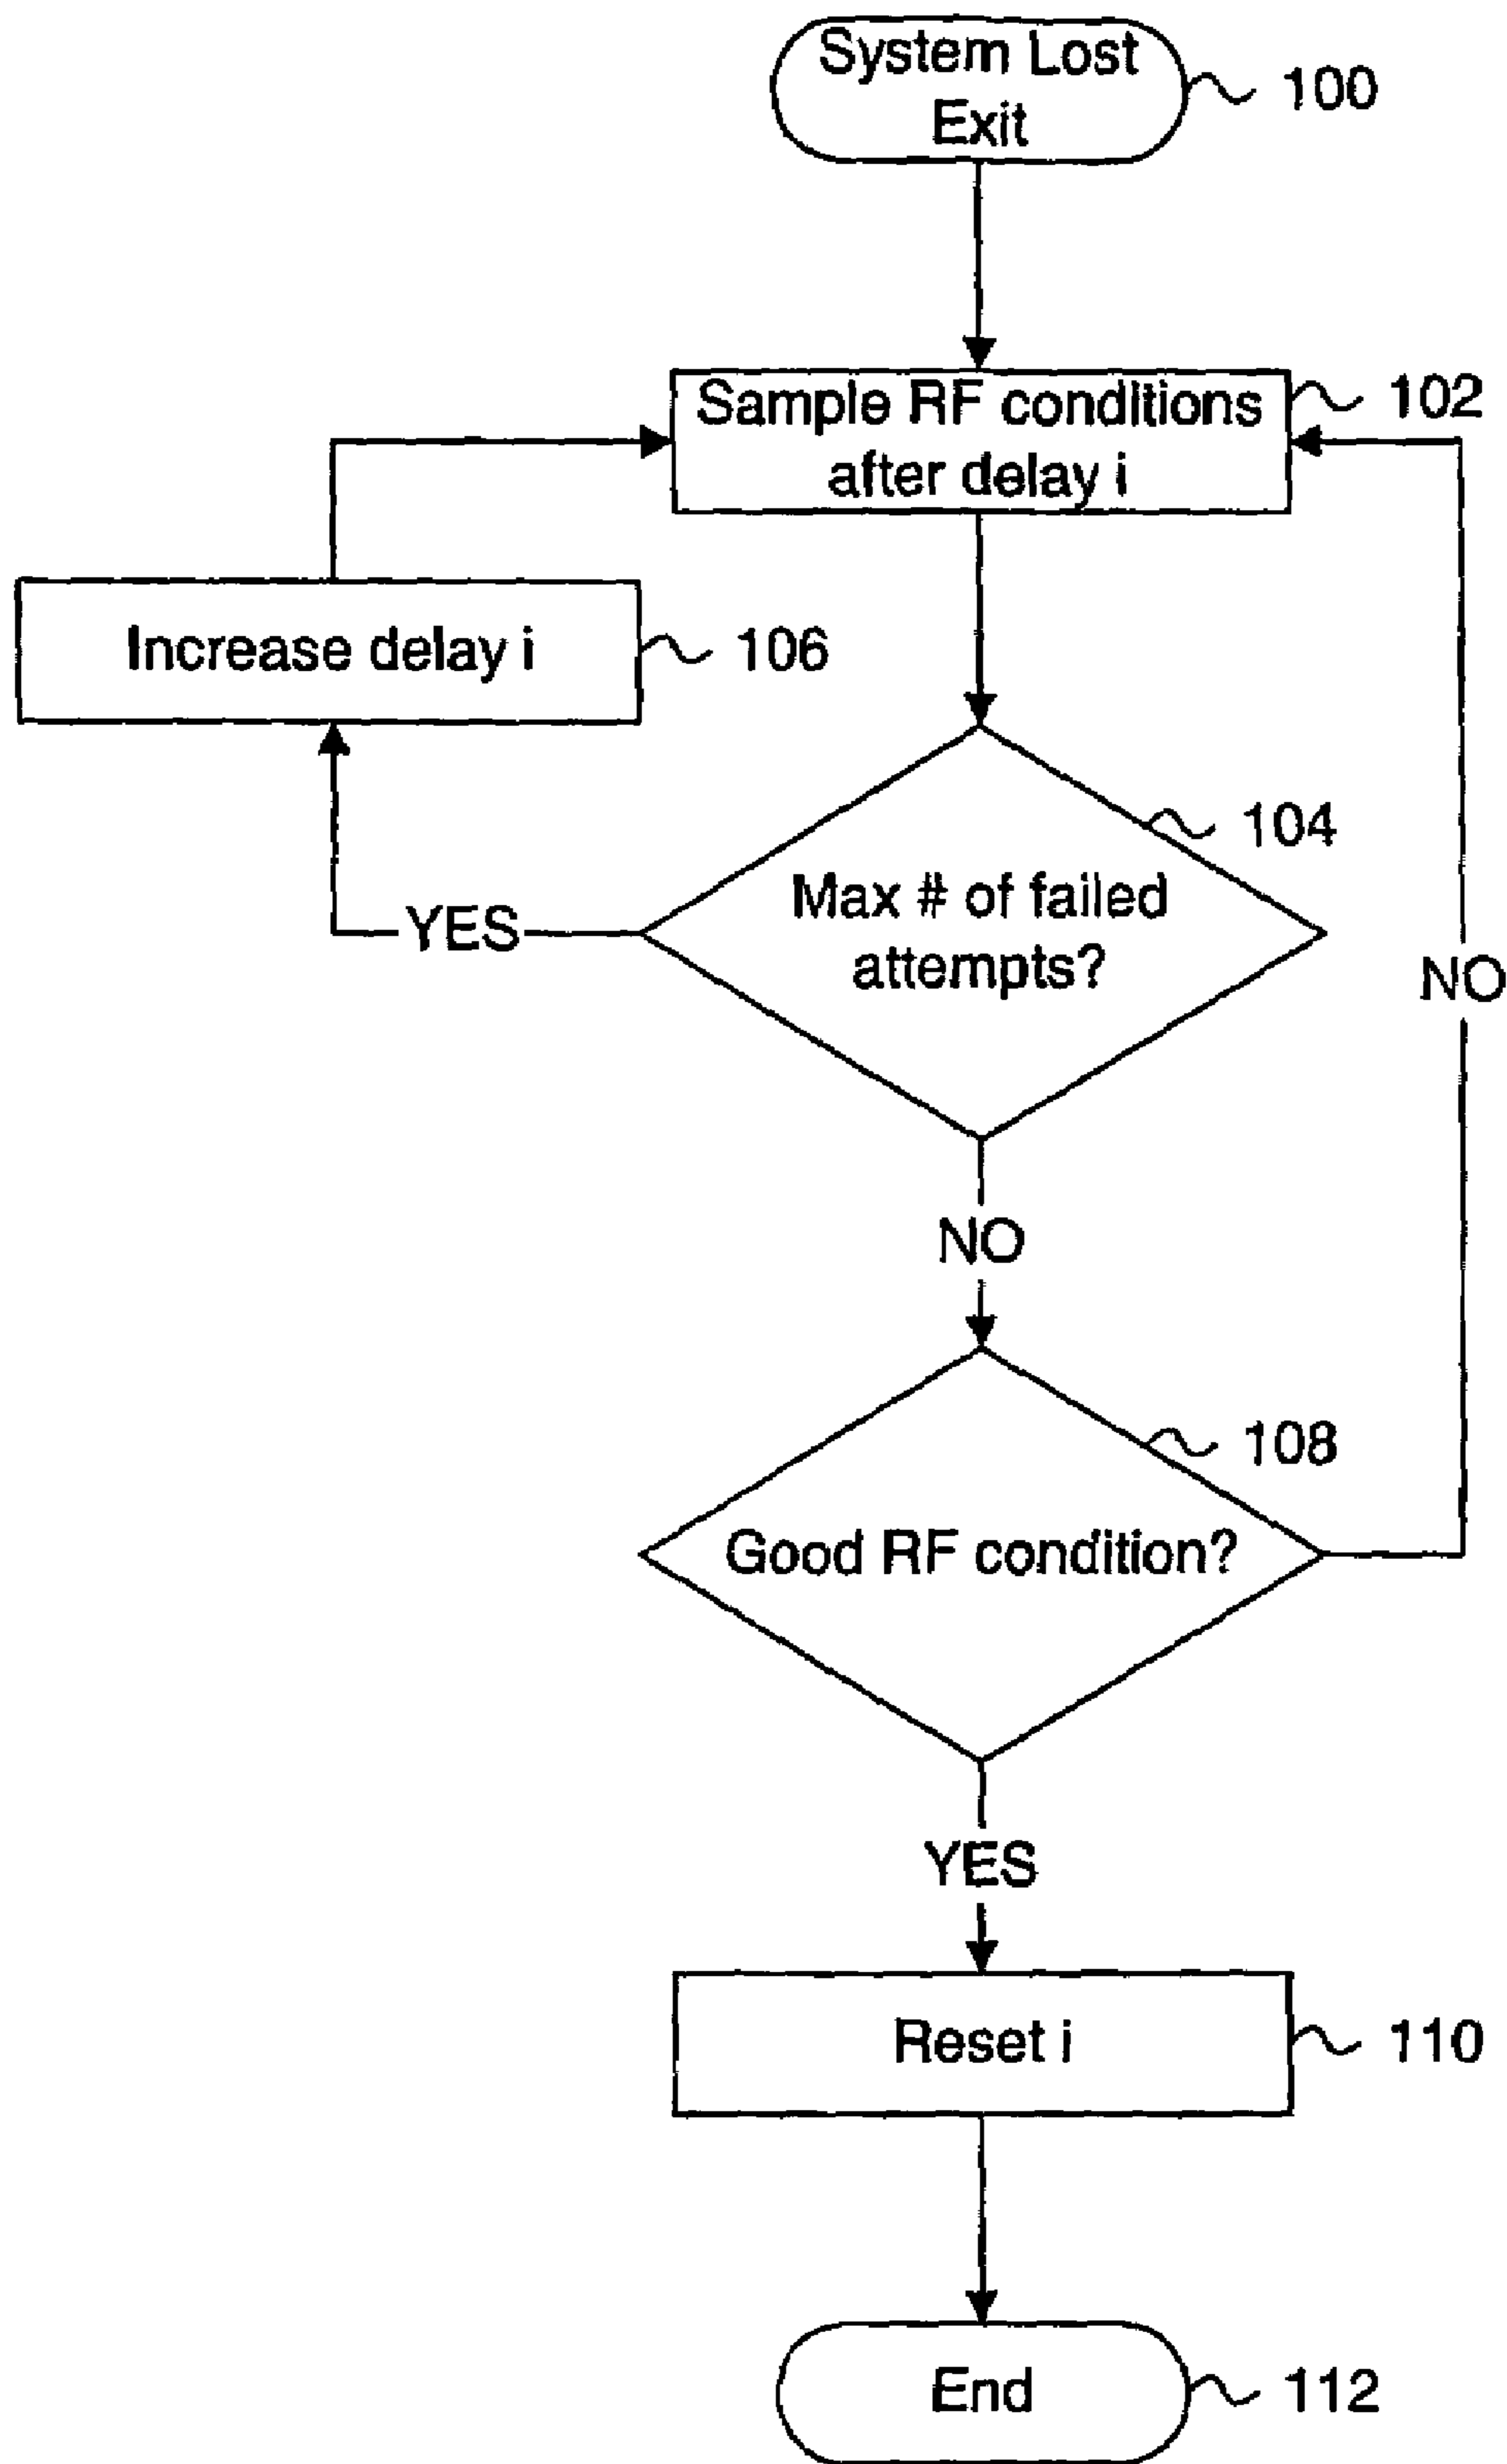 System Lost
Exit
100
Sample RF conditions
after delay i
102
Increase delay i
106
104
Max # of failed
attempts?
YES
NO
NO
108
Good RF condition?
YES
Reset i
110
End
112